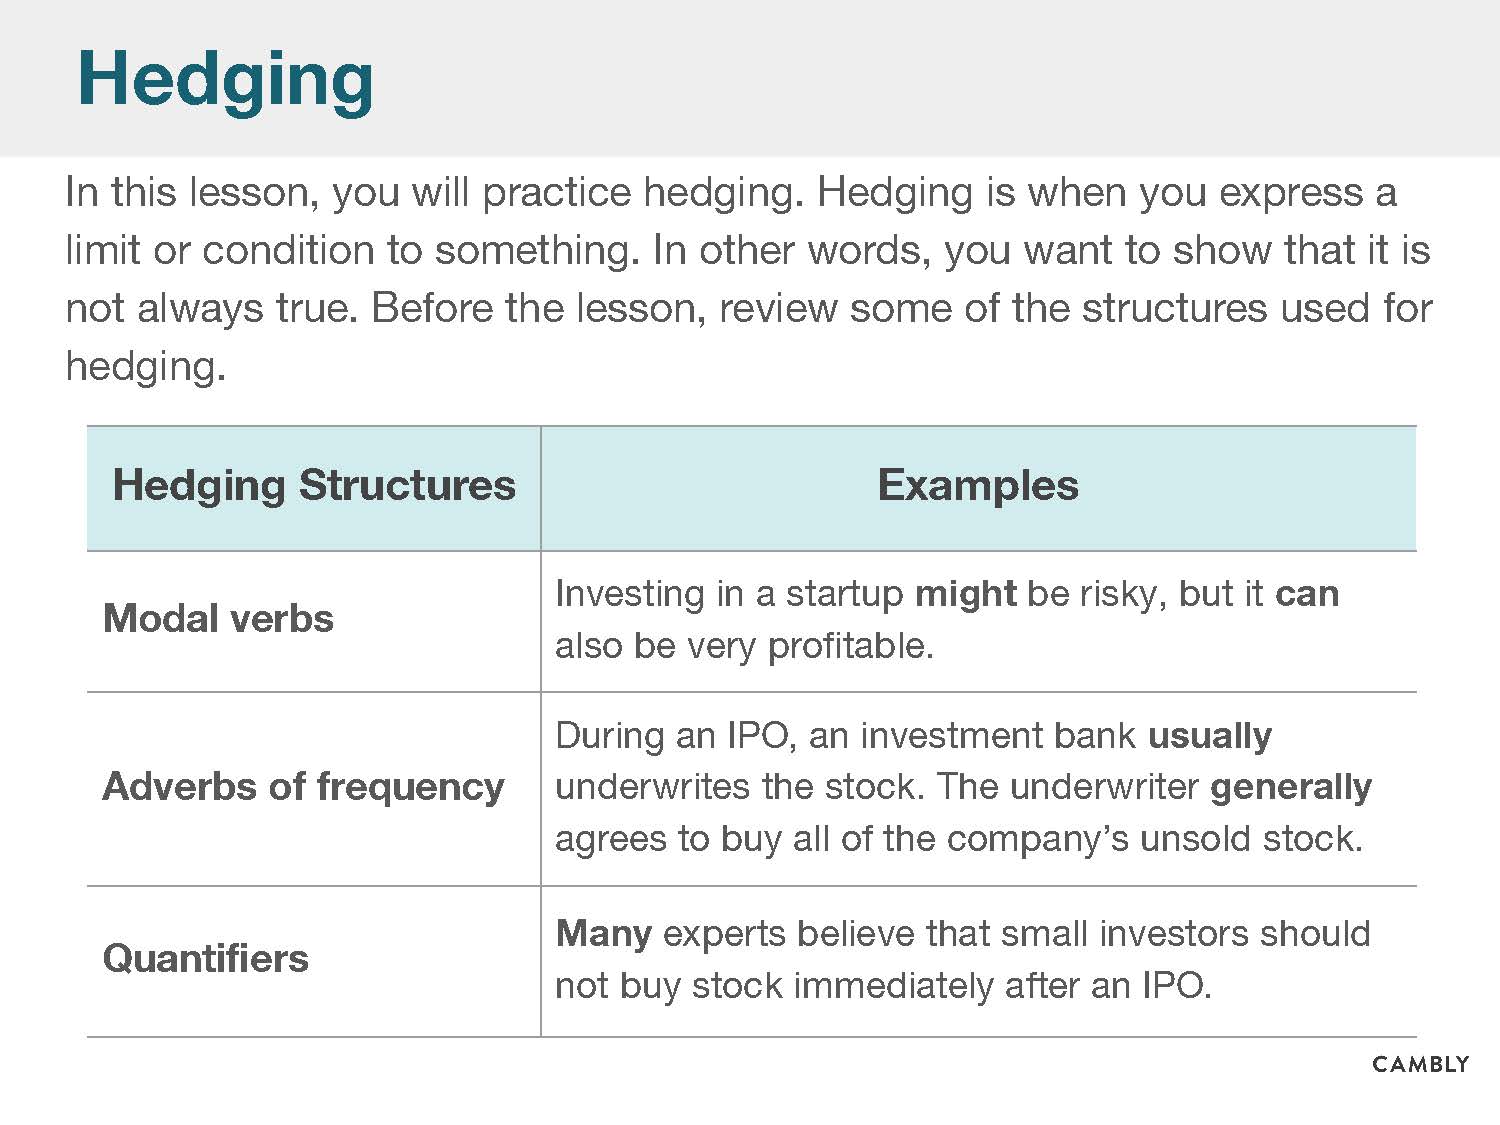 Hedging
In this lesson, you will practice hedging. Hedging is when you express a
limit or condition to something. In other words, you want to show that it is
not always true. Before the lesson, review some of the structures used for
hedging.
Hedging Structures
Examples
Modal verbs
Investing in a startup might be risky, but it can
also be very profitable.
Adverbs of frequency
During an IPO, an investment bank usually
underwrites the stock. The underwriter generally
agrees to buy all of the company’s unsold stock.
Quantifiers
Many experts believe that small investors should
not buy stock immediately after an IPO.
CAMBLY